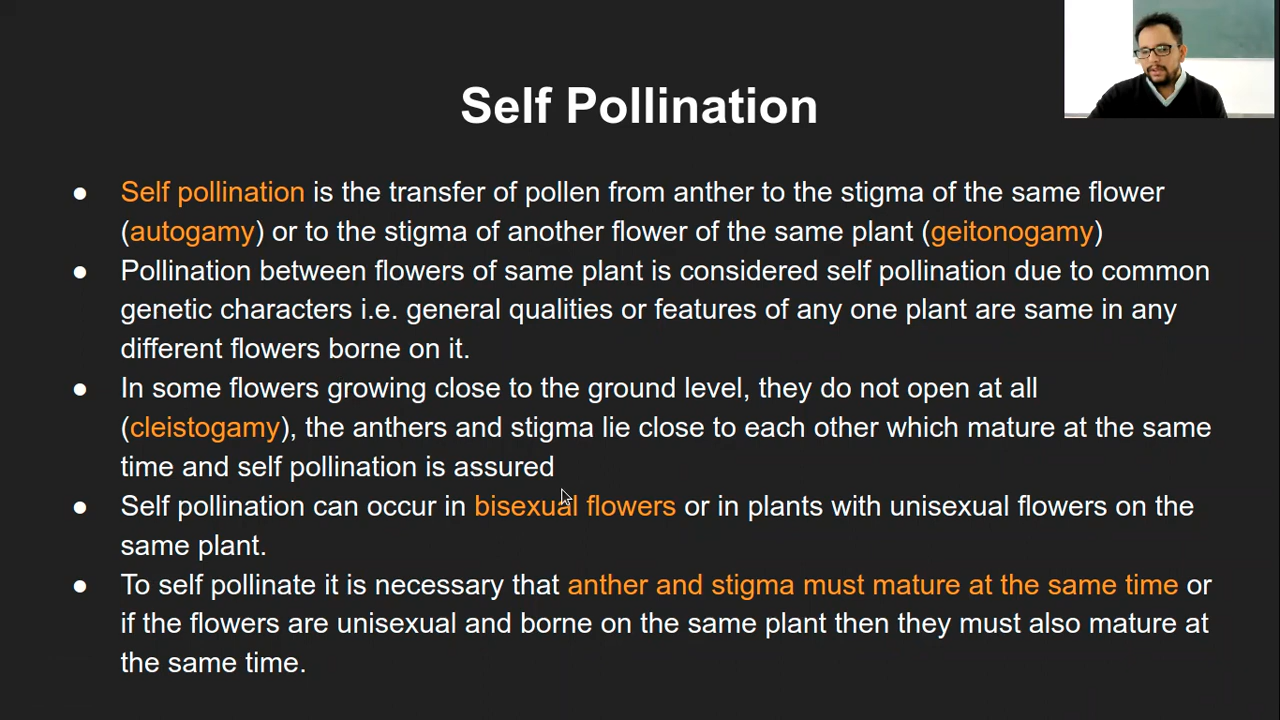 Self Pollination
● Self pollination is the transfer of pollen from anther to the stigma of the same flower
(autogamy) or to the stigma of another flower of the same plant (geitonogamy)
● Pollination between flowers of same plant is considered self pollination due to common
genetic characters i.e. general qualities or features of any one plant are same in any
different flowers borne on it.
● In some flowers growing close to the ground level, they do not open at all
(cleistogamy), the anthers and stigma lie close to each other which mature at the same
time and self pollination is assured
● Self pollination can occur in bisexual flowers or in plants with unisexual flowers on the
same plant.
● To self pollinate it is necessary that anther and stigma must mature at the same time or
if the flowers are unisexual and borne on the same plant then they must also mature at
the same time.